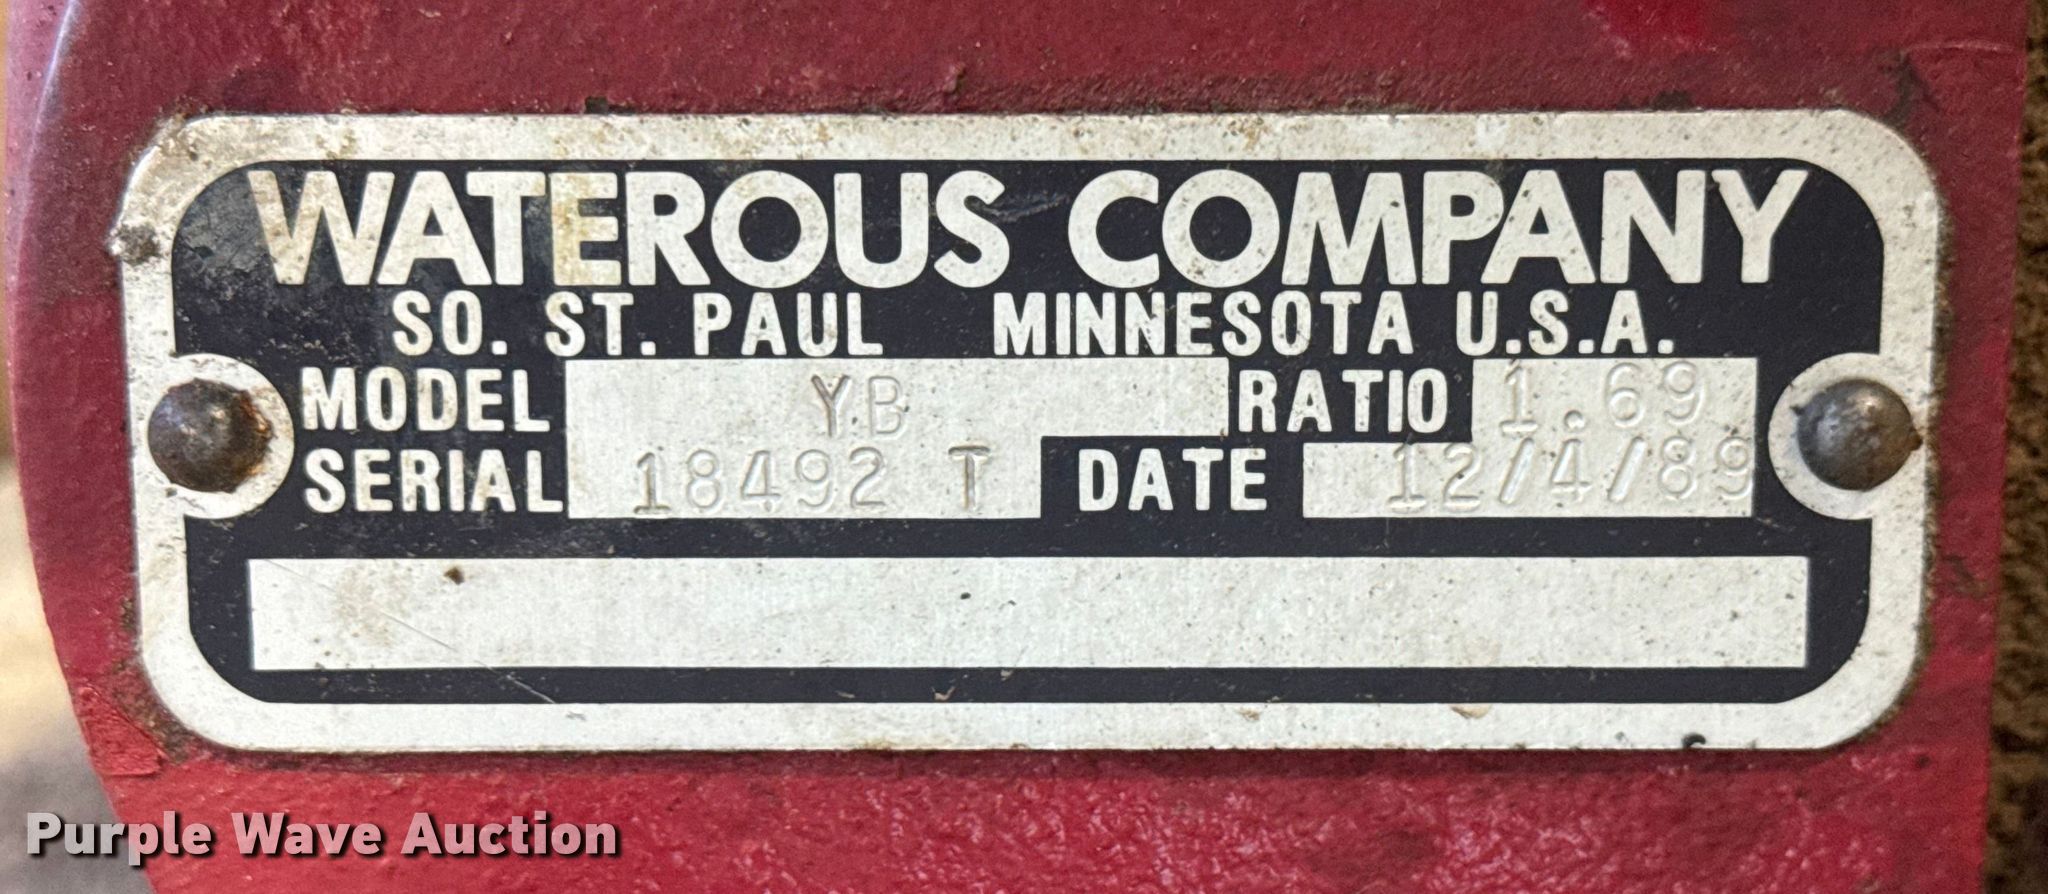 WATEROUS COMPANY
SO. ST. PAUL MINNESOTA U.S.A.
MODEL YB RATIO 1.69
SERIAL 18492 T DATE 12/4/89
Purple Wave Auction